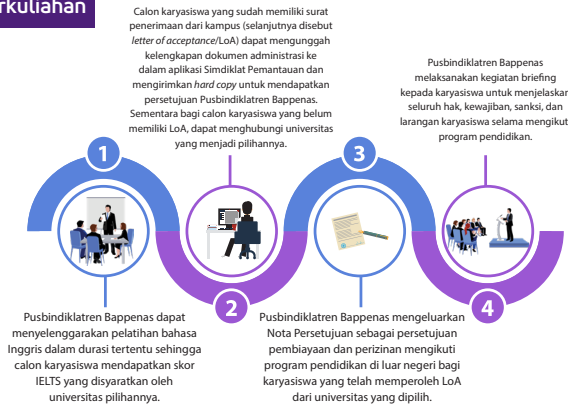 rkuliahan
1
Pusbindiklatren Bappenas dapat
menyelenggarakan pelatihan bahasa
Inggris dalam durasi tertentu sehingga
calon karyasiswa mendapatkan skor
IELTS yang disyaratkan oleh
universitas pilihannya.
Calon karyasiswa yang sudah memiliki surat
penerimaan dari kampus (selanjutnya disebut
letter of acceptance/LoA) dapat mengunggah
kelengkapan dokumen administrasi ke
dalam aplikasi Simdiklat Pemantauan dan
mengirimkan hard copy untuk mendapatkan
persetujuan Pusbindiklatren Bappenas.
Sementara bagi calon karyasiswa yang belum
memiliki LoA, dapat menghubungi universitas
yang menjadi pilihannya.
2
3
Pusbindiklatren Bappenas mengeluarkan
Nota Persetujuan sebagai persetujuan
pembiayaan dan perizinan mengikuti
program pendidikan di luar negeri bagi
karyasiswa yang telah memperoleh LoA
dari universitas yang dipilih.
Pusbindiklatren Bappenas
melaksanakan kegiatan briefing
kepada karyasiswa untuk menjelaskan
seluruh hak, kewajiban, sanksi, dan
larangan karyasiswa selama mengikut
program pendidikan.
4